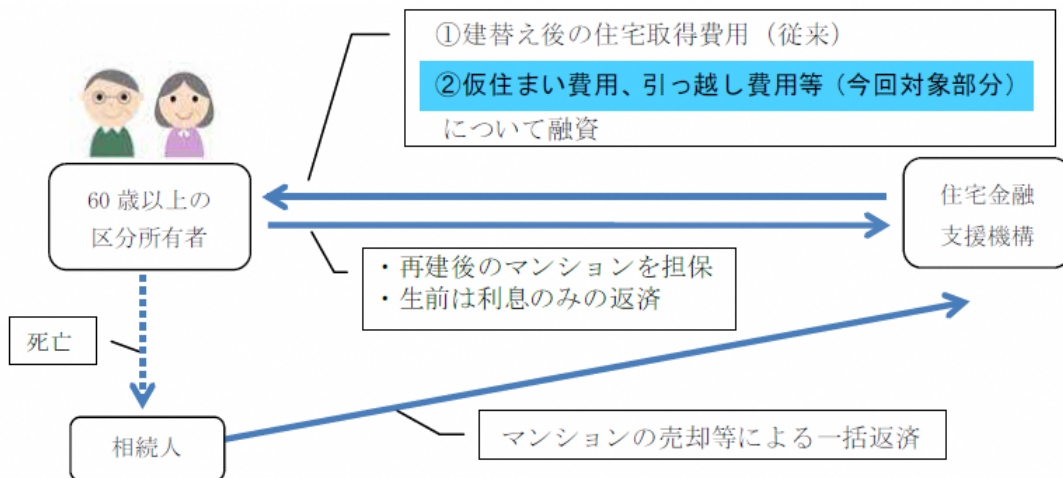 ①建替え後の住宅取得費用（従来）
②仮住まい費用、引っ越し費用等（今回対象部分）
について融資
60 歳以上の
区分所有者
住宅金融
支援機構
・再建後のマンションを担保
・生前は利息のみの返済
死亡
相続人
マンションの売却等による一括返済